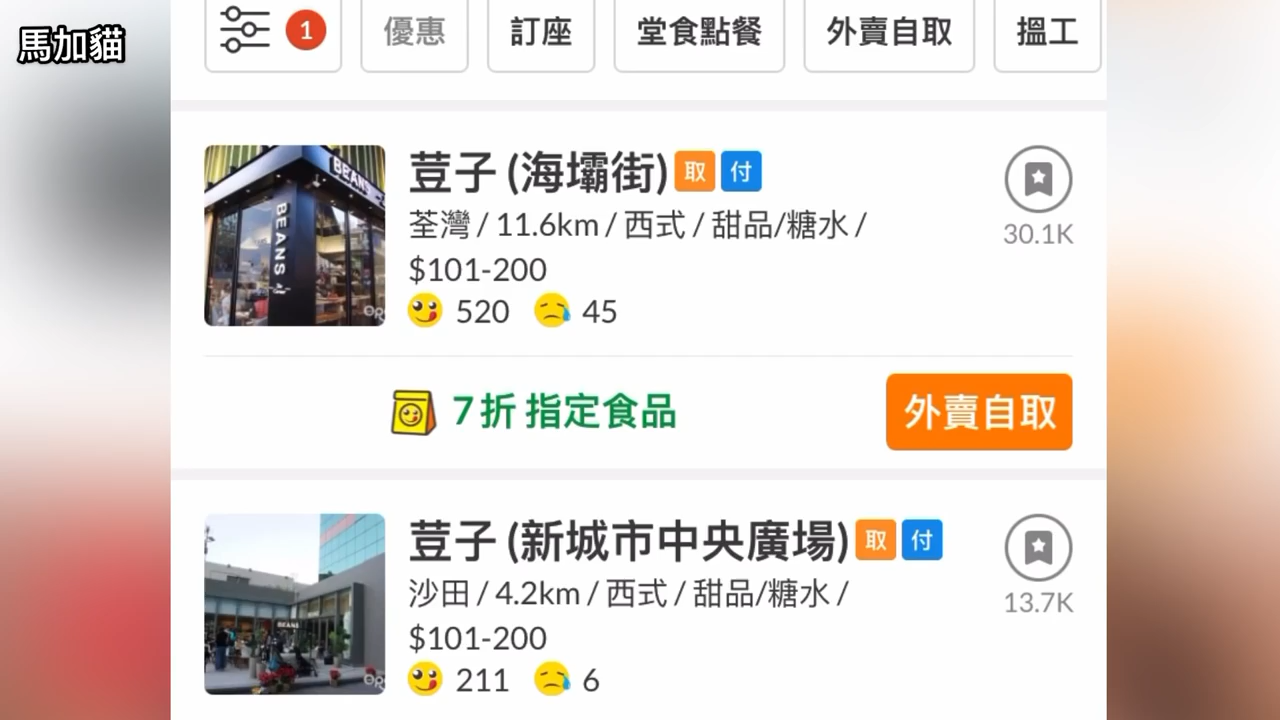 馬加貓
1
優惠
訂座
堂食點餐
外賣自取
搵工
BEANS
BEANS
荳子 (海壩街) 取 付
荃灣 / 11.6km / 西式 / 甜品/糖水 /
$101-200
520 45
30.1K
7折 指定食品
外賣自取
BEANS
荳子 (新城市中央廣場) 取 付
沙田 / 4.2km / 西式 / 甜品/糖水 /
$101-200
211 6
13.7K